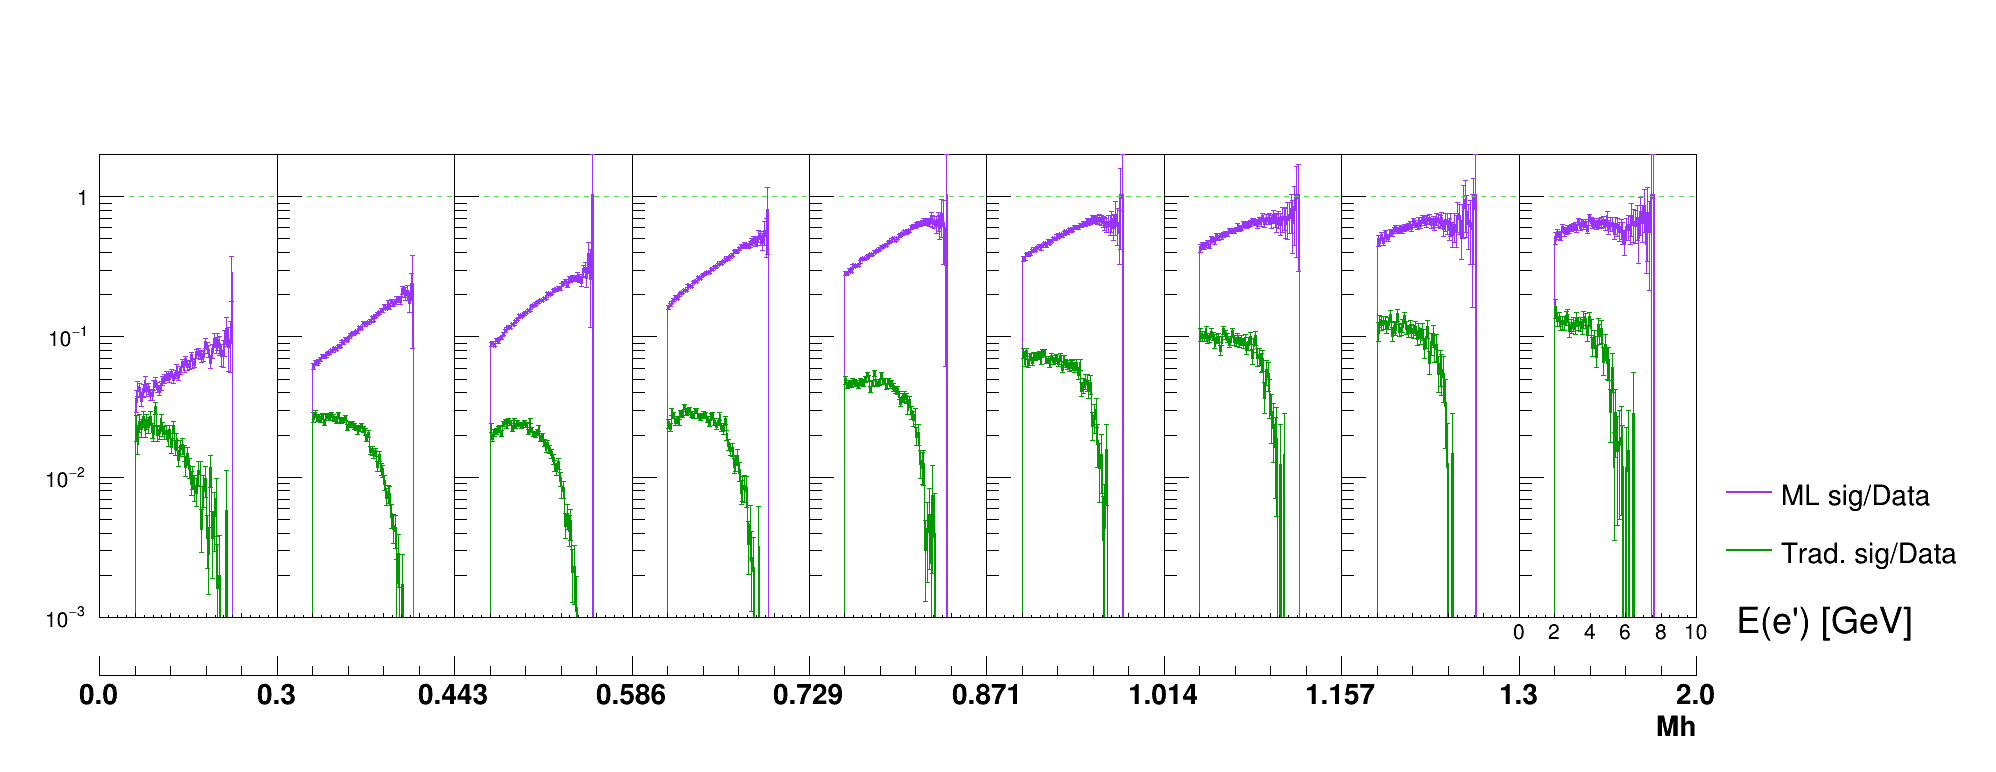 1
10⁻¹
10⁻²
10⁻³
ML sig/Data
Trad. sig/Data
0 2 4 6 8 10
E(e') [GeV]
0.0 0.3 0.443 0.586 0.729 0.871 1.014 1.157 1.3 2.0
Mh